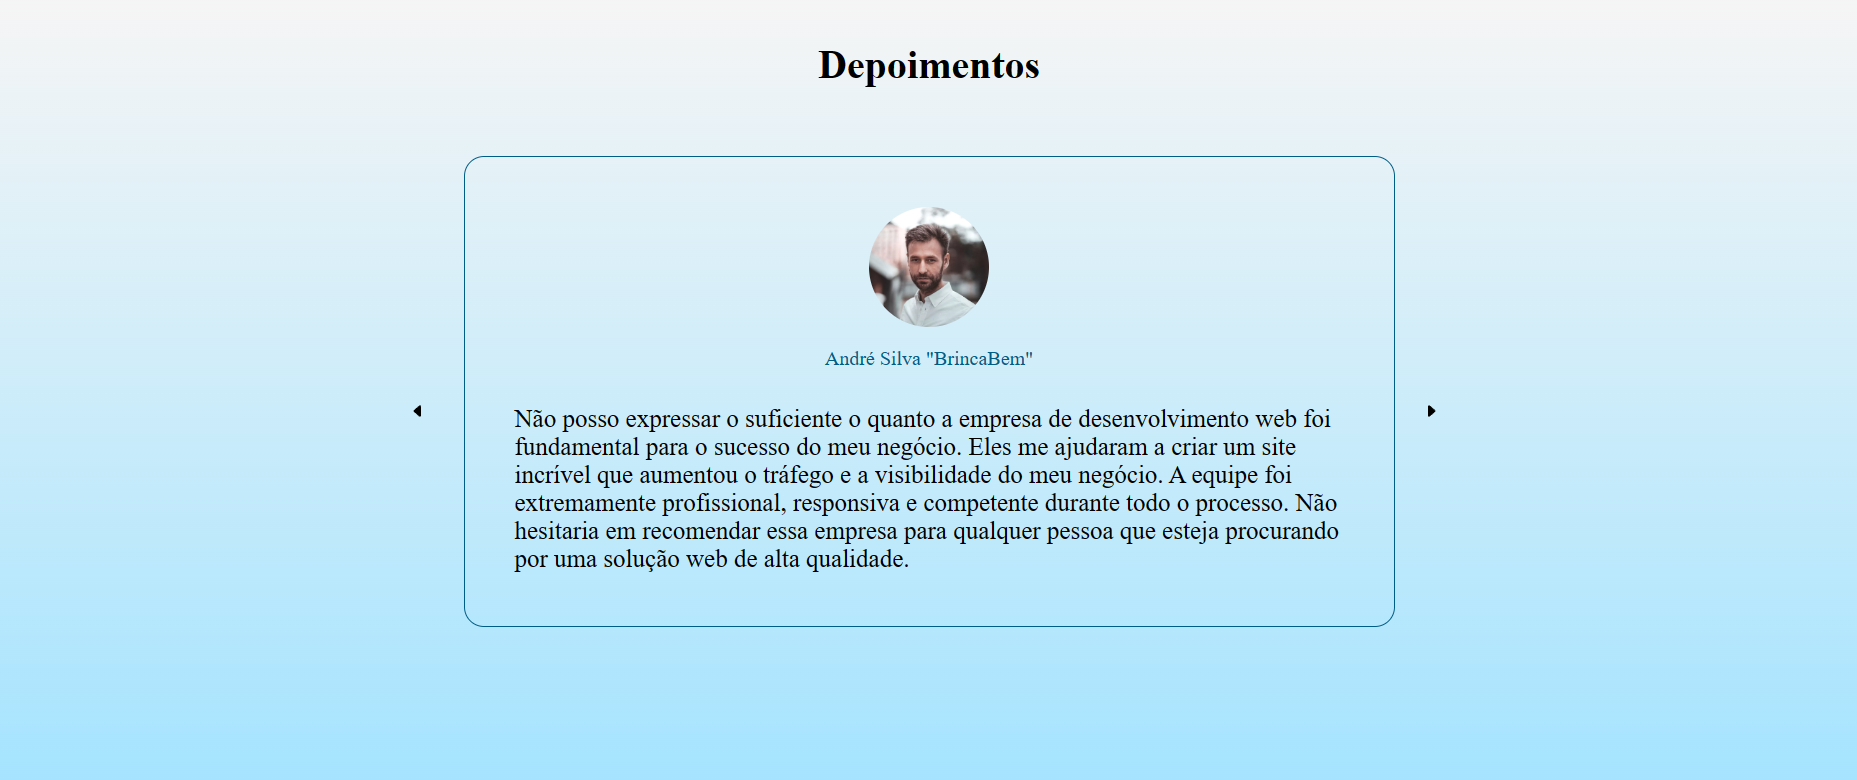 Depoimentos
André Silva "BrincaBem"
Não posso expressar o suficiente o quanto a empresa de desenvolvimento web foi
fundamental para o sucesso do meu negócio. Eles me ajudaram a criar um site
incrível que aumentou o tráfego e a visibilidade do meu negócio. A equipe foi
extremamente profissional, responsiva e competente durante todo o processo. Não
hesitaria em recomendar essa empresa para qualquer pessoa que esteja procurando
por uma solução web de alta qualidade.